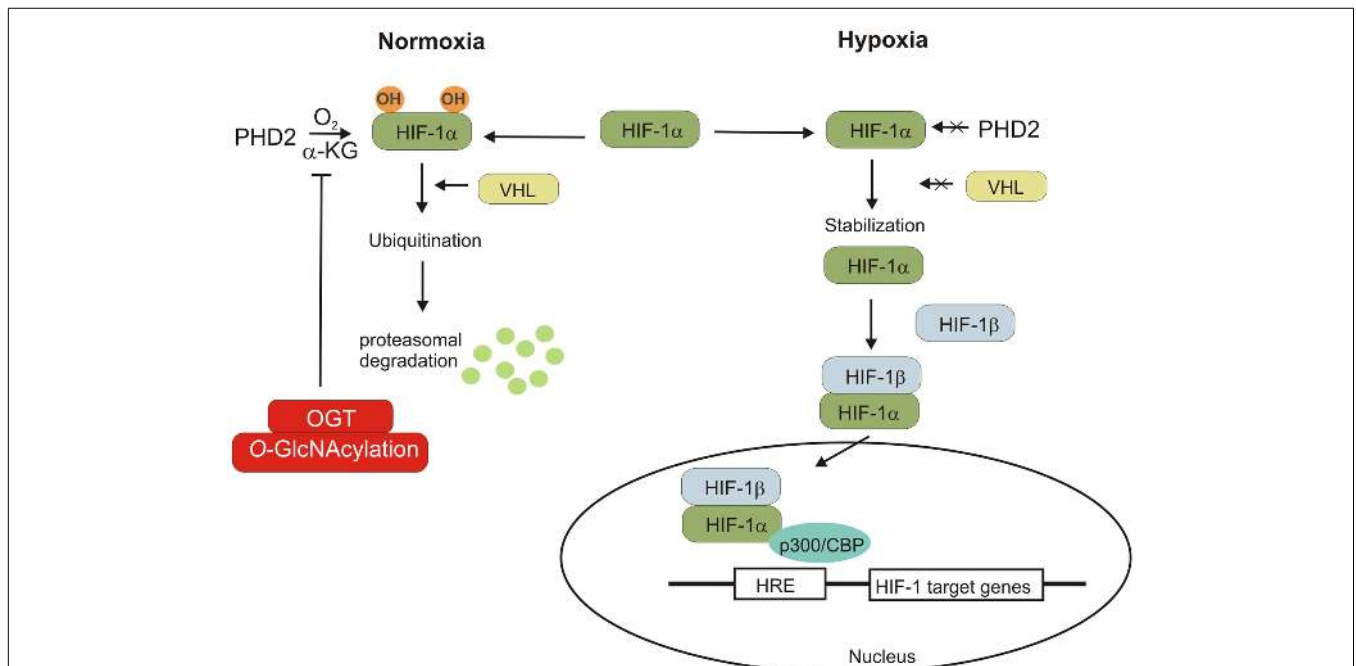 Normoxia
Hypoxia
OH
OH
PHD2
O₂
α-KG
HIF-1α
HIF-1α
HIF-1α
PHD2
VHL
VHL
Ubiquitination
Stabilization
HIF-1α
HIF-1β
proteasomal
degradation
HIF-1β
HIF-1α
OGT
O-GlcNAcylation
HIF-1β
HIF-1α
p300/CBP
HRE
HIF-1 target genes
Nucleus